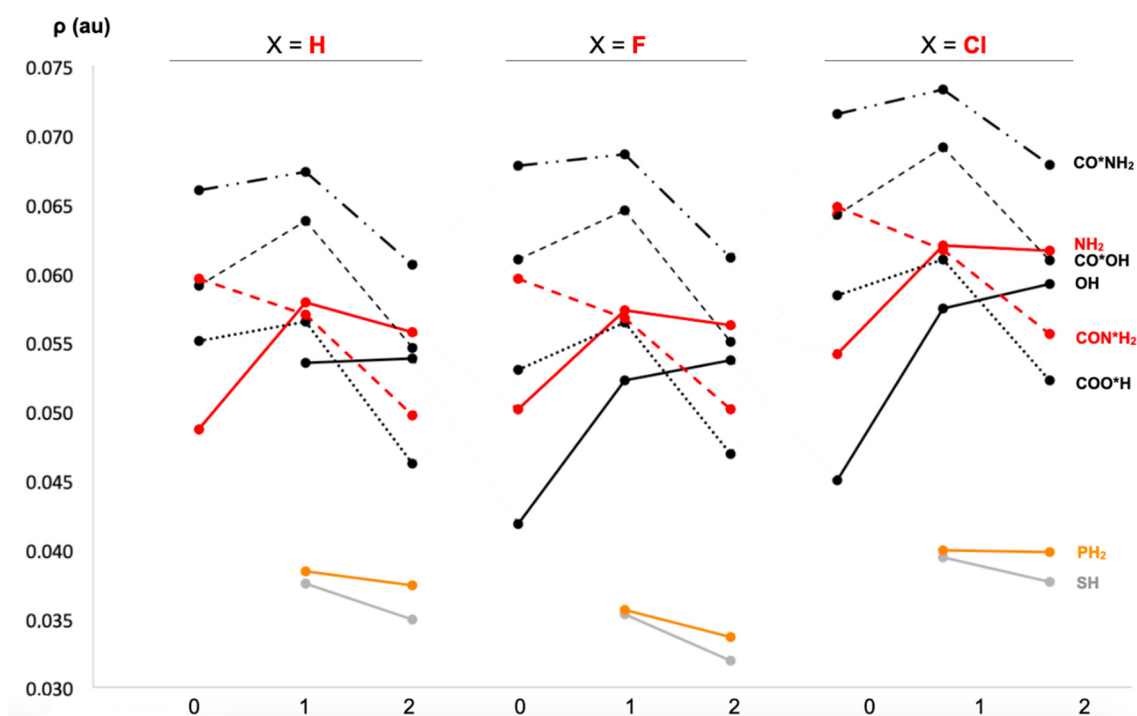 ρ (au)
X = H
X = F
X = Cl
0.075
0.070
0.065
0.060
0.055
0.050
0.045
0.040
0.035
0.030
CO*NH₂
NH₂
CO*OH
OH
CON*H₂
COO*H
PH₂
SH
0 1 2 0 1 2 0 1 2